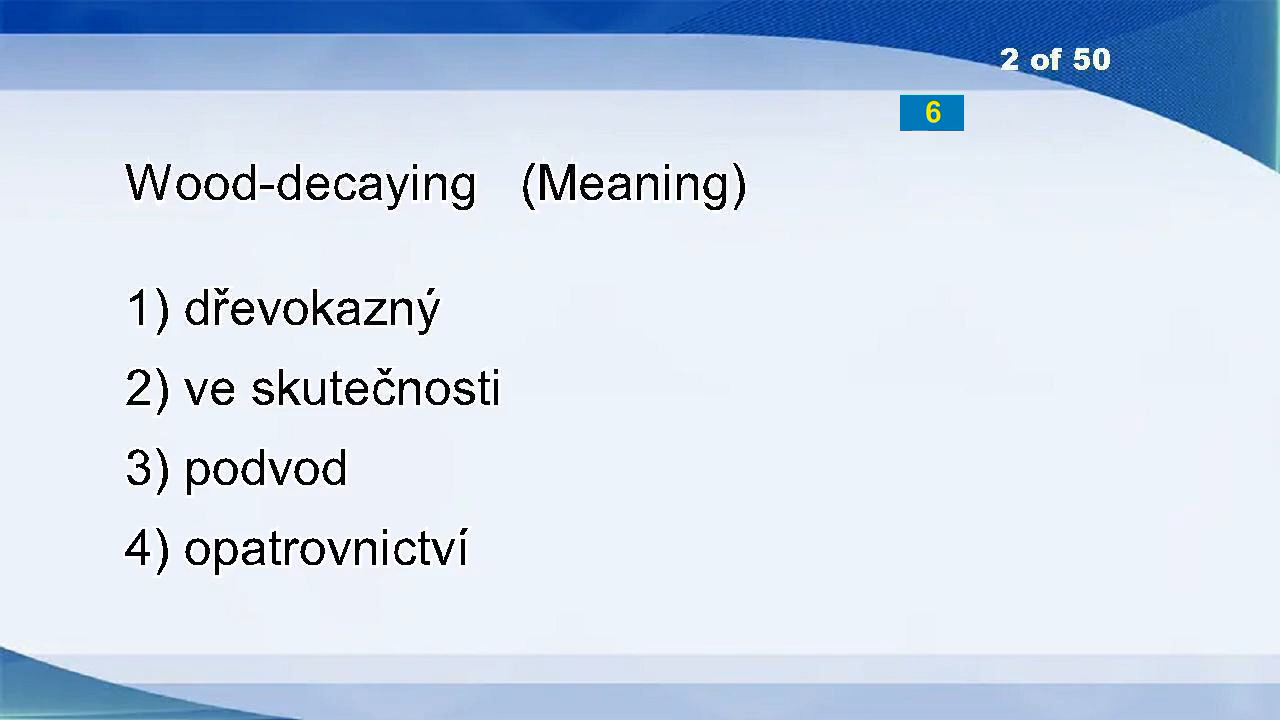 2 of 50
6
Wood-decaying (Meaning)
1) dřevokazný
2) ve skutečnosti
3) podvod
4) opatrovnictví